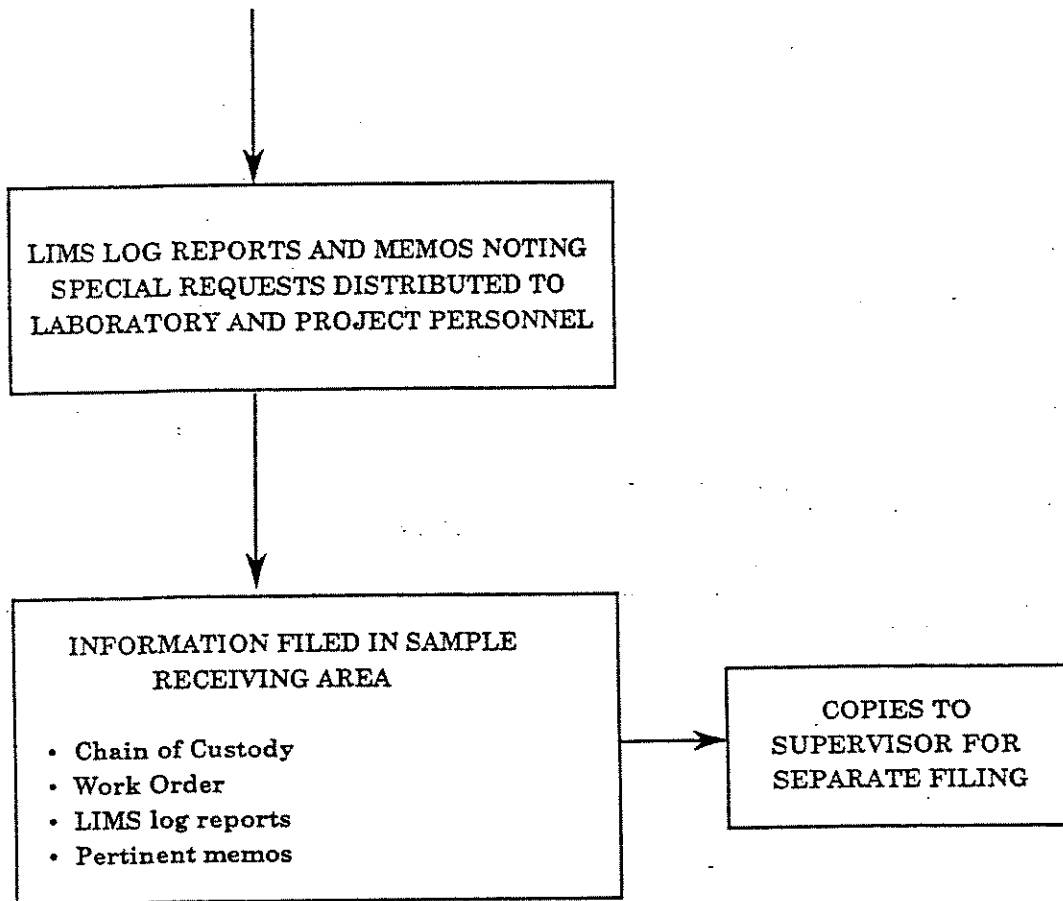 LIMS LOG REPORTS AND MEMOS NOTING
SPECIAL REQUESTS DISTRIBUTED TO
LABORATORY AND PROJECT PERSONNEL
INFORMATION FILED IN SAMPLE
RECEIVING AREA
• Chain of Custody
• Work Order
• LIMS log reports
• Pertinent memos
COPIES TO
SUPERVISOR FOR
SEPARATE FILING